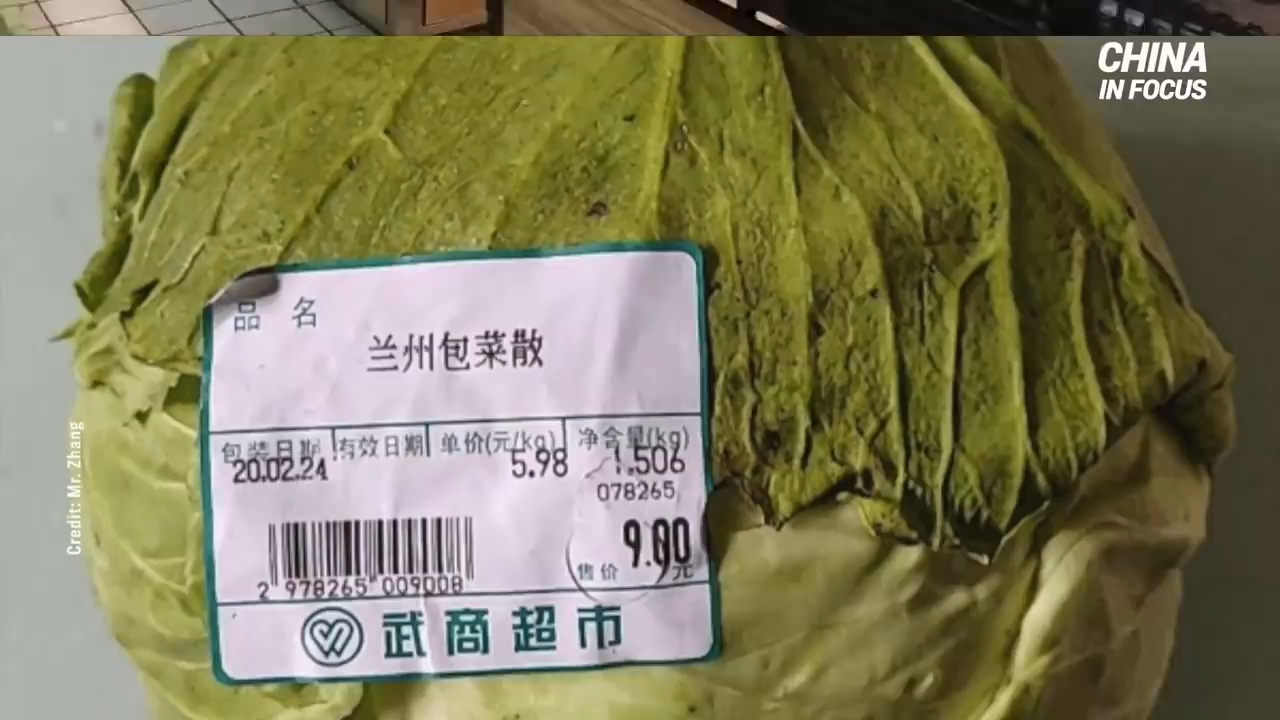 CHINA
IN FOCUS
品 名
兰州包菜散
包装日期 有效日期 单价(元/kg) 净含量(kg)
20.02.24 5.98 1.506
078265
9.00
售价 元
2 978265 009008
武商超市
Credit: Mr. Zhang